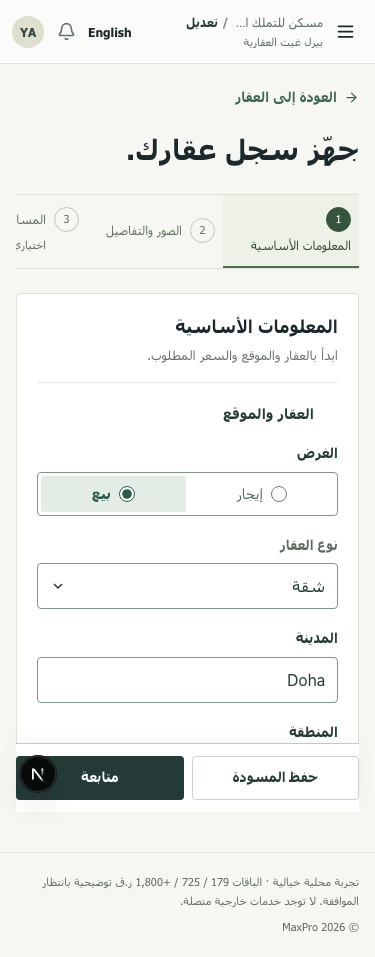 مسكن للتملك ا... / تعديل
بيرل غيت العقارية
English
YA
العودة إلى العقار
جهّز سجل عقارك.
1
المعلومات الأساسية
2
الصور والتفاصيل
3
المسا
اختياري
المعلومات الأساسية
ابدأ بالعقار والموقع والسعر المطلوب.
العقار والموقع
الغرض
إيجار
بيع
نوع العقار
شقة
المدينة
Doha
المنطقة
حفظ المسودة
متابعة
N
تجربة محلية خيالية · الباقات 179 / 725 / +1,800 ر.ق توضيحية بانتظار
الموافقة. لا توجد خدمات خارجية متصلة.
© 2026 MaxPro